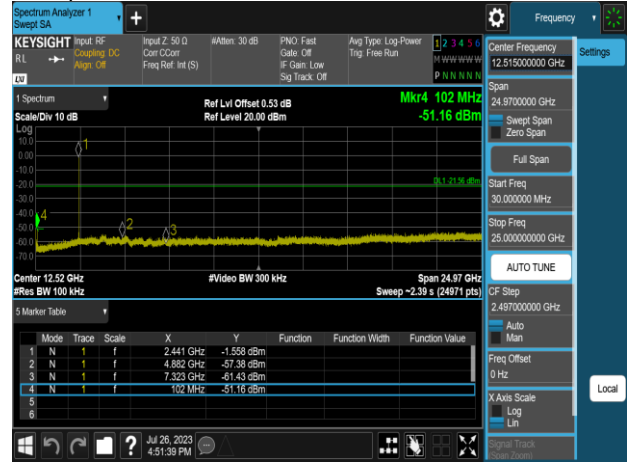 Spectrum Analyzer 1
Swept SA
+
Frequency
KEYSIGHT
RL
LXI
Input: RF
Coupling: DC
Align: Off
Input Z: 50 Ω
Corr CCorr
Freq Ref: Int (S)
#Atten: 30 dB
PNO: Fast
Gate: Off
IF Gain: Low
Sig Track: Off
Avg Type: Log-Power
Trig: Free Run
1 2 3 4 5 6
M W W W W W
P N N N N N
Settings
Center Frequency
12.515000000 GHz
Span
24.9700000 GHz
Swept Span
Zero Span
Full Span
Start Freq
30.000000 MHz
Stop Freq
25.000000000 GHz
AUTO TUNE
CF Step
2.497000000 GHz
Auto
Man
Freq Offset
0 Hz
X Axis Scale
Log
Lin
Signal Track
(Span Zoom)
Local
1 Spectrum
Scale/Div 10 dB
Ref Lvl Offset 0.53 dB
Ref Level 20.00 dBm
Mkr4 102 MHz
-51.16 dBm
Log
10.0
0.00
-10.0
-20.0
-30.0
-40.0
-50.0
-60.0
-70.0
1
2
3
4
DL1 -21.56 dBm
Center 12.52 GHz
#Res BW 100 kHz
#Video BW 300 kHz
Span 24.97 GHz
Sweep ~2.39 s (24971 pts)
5 Marker Table
Mode Trace Scale X Y Function Function Width Function Value
1 N 1 f 2.441 GHz -1.558 dBm
2 N 1 f 4.882 GHz -57.38 dBm
3 N 1 f 7.323 GHz -61.43 dBm
4 N 1 f 102 MHz -51.16 dBm
5
6
?
Jul 26, 2023
4:51:39 PM